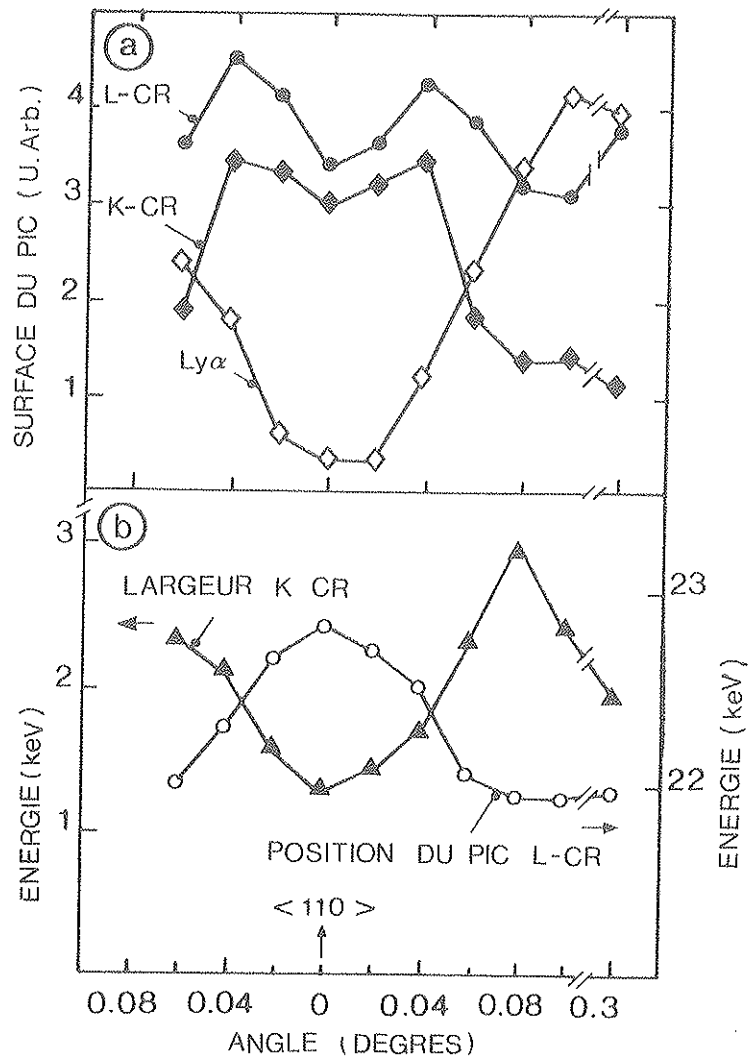 a
L-CR
K-CR
Lyα
SURFACE DU PIC (U. Arb.)
4
3
2
1
b
LARGEUR K CR
POSITION DU PIC L-CR
<110>
ENERGIE (keV)
3
2
1
ENERGIE (keV)
23
22
0.08 0.04 0 0.04 0.08 0.3
ANGLE (DEGRES)